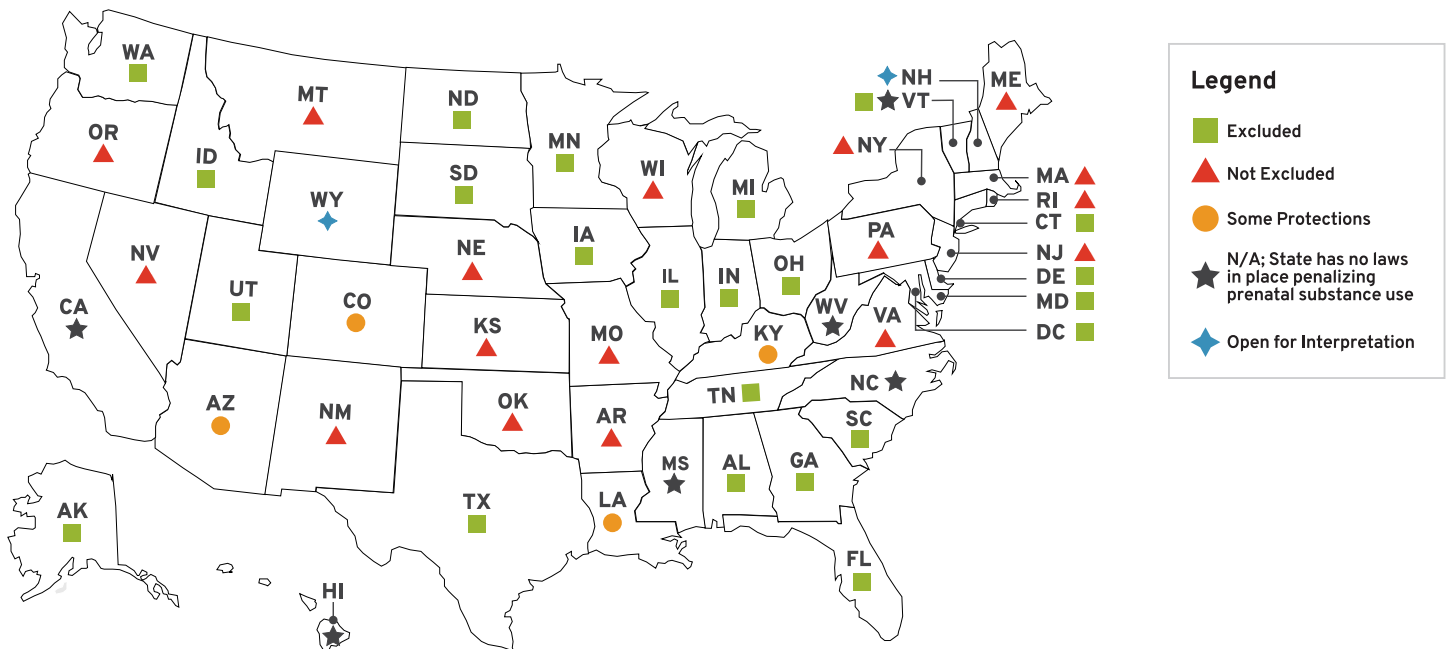 WA
MT
ND
MN
OR
ID
SD
WI
MI
WY
NH
VT
ME
NY
MA
RI
CT
NJ
DE
MD
DC
NV
NE
IA
PA
CA
UT
CO
IL
IN
OH
WV
VA
KS
MO
KY
NC
AZ
NM
OK
AR
TN
SC
MS
AL
GA
TX
LA
AK
FL
HI
Legend
Excluded
Not Excluded
Some Protections
N/A; State has no laws
in place penalizing
prenatal substance use
Open for Interpretation